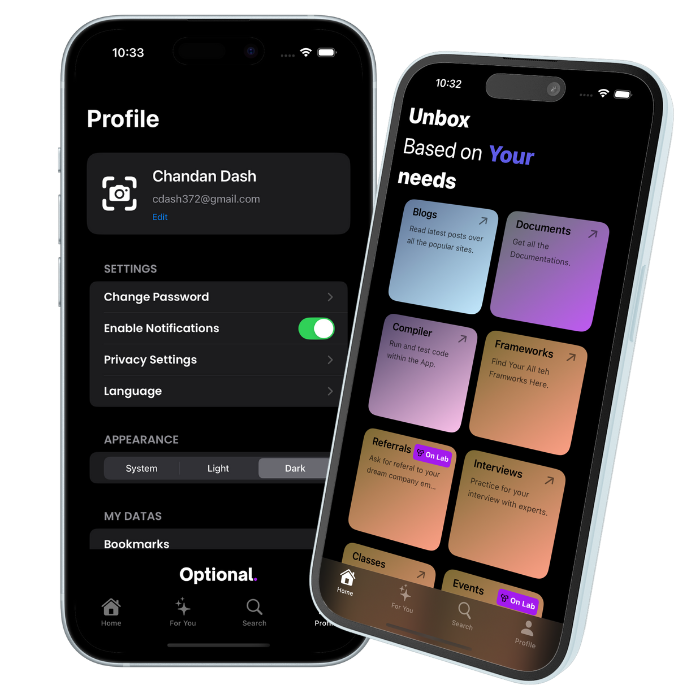 10:33
Profile
Chandan Dash
cdash372@gmail.com
Edit
SETTINGS
Change Password
Enable Notifications
Privacy Settings
Language
APPEARANCE
System Light Dark
MY DATAS
Bookmarks
Optional.
Home For You Search
10:32
Unbox
Based on Your
needs
Blogs
Read latest posts over
all the popular sites.
Documents
Get all the
Documentations.
Compiler
Run and test code
within the App.
Frameworks
Find Your All teh
Framworks Here.
Referrals
On Lab
Ask for referal to your
dream company em...
Interviews
Practice for your
interview with experts.
Classes
Events
On Lab
Home For You Search Profile